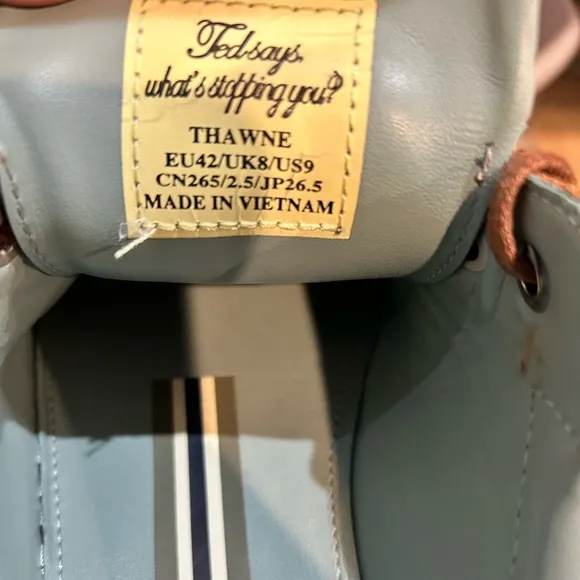 Ted says,
what's stopping you?
THAWNE
EU42/UK8/US9
CN265/2.5/JP26.5
MADE IN VIETNAM